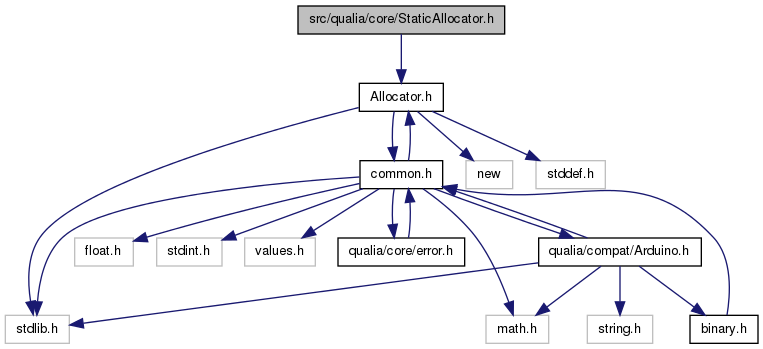 src/qualia/core/StaticAllocator.h
Allocator.h
common.h
new
stddef.h
float.h
stdint.h
values.h
qualia/core/error.h
qualia/compat/Arduino.h
stdlib.h
math.h
string.h
binary.h